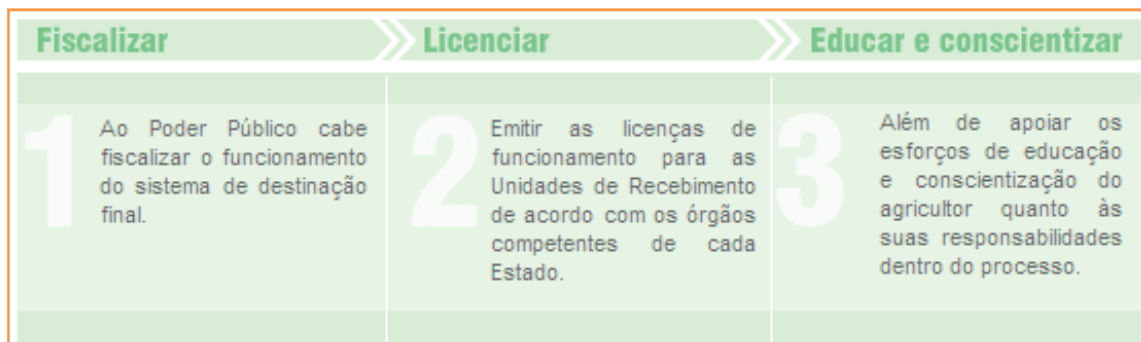 Fiscalizar
Licenciar
Educar e conscientizar
1
Ao Poder Público cabe
fiscalizar o funcionamento
do sistema de destinação
final.
2
Emitir as licenças de
funcionamento para as
Unidades de Recebimento
de acordo com os órgãos
competentes de cada
Estado.
3
Além de apoiar os
esforços de educação
e conscientização do
agricultor quanto às
suas responsabilidades
dentro do processo.